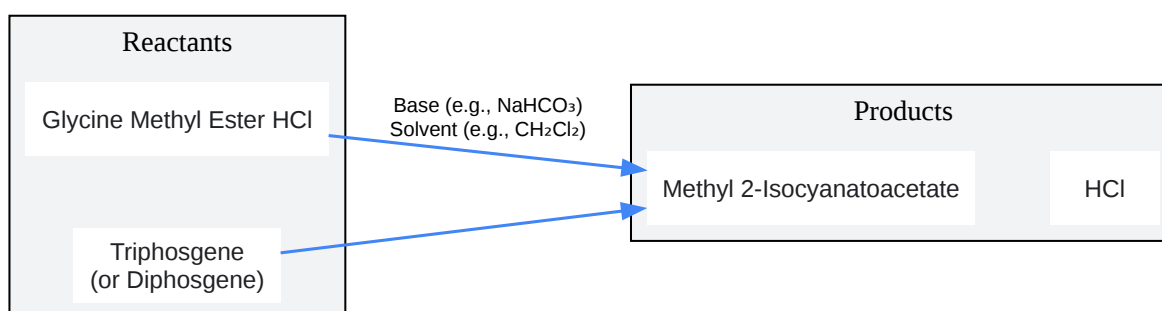 Reactants
Glycine Methyl Ester HCl
Triphosgene
(or Diphosgene)
Base (e.g., NaHCO₃)
Solvent (e.g., CH₂Cl₂)
Products
Methyl 2-Isocyanatoacetate
HCl